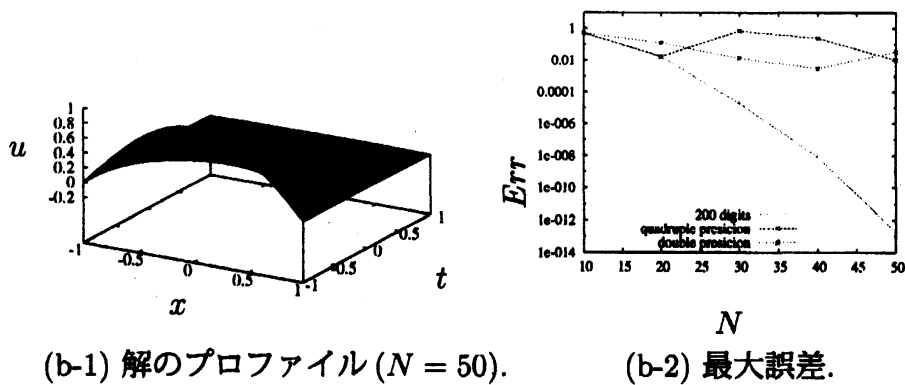 u
1
0.8
0.6
0.4
0.2
0
-0.2
-1
-0.5
0
0.5
1
x
-1
-0.5
0
0.5
1
t
Err
1
0.01
0.0001
1e-006
1e-008
1e-010
1e-012
1e-014
200 digits
quadruple presicion
double presicion
10 15 20 25 30 35 40 45 50
N
(b-1) 解のプロファイル (N = 50).
(b-2) 最大誤差.